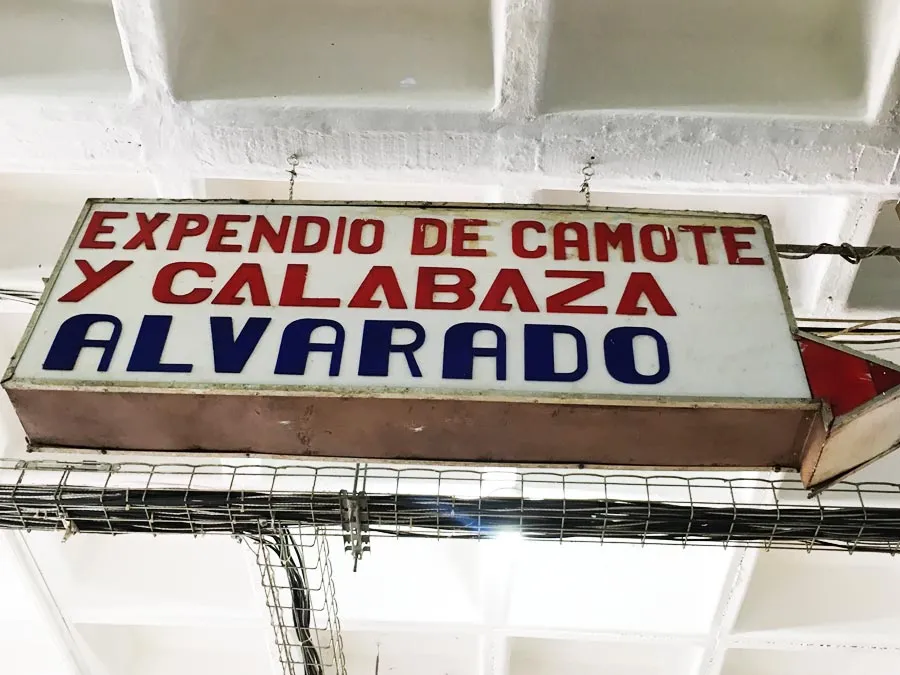 EXPENDIO DE CAMOTE
Y CALABAZA
ALVARADO